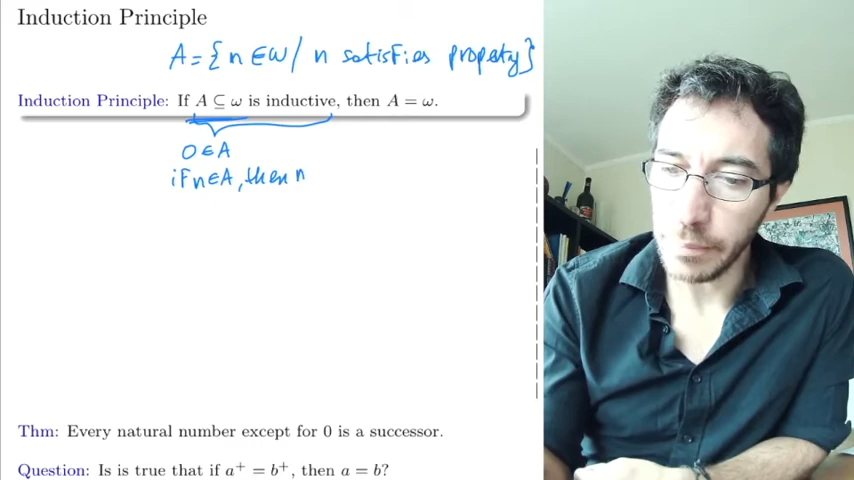 Induction Principle
A = {n ∈ ω / n satisfies propety}
Induction Principle: If A ⊆ ω is inductive, then A = ω.
0 ∈ A
if n ∈ A, then n
Thm: Every natural number except for 0 is a successor.
Question: Is is true that if a⁺ = b⁺, then a = b?